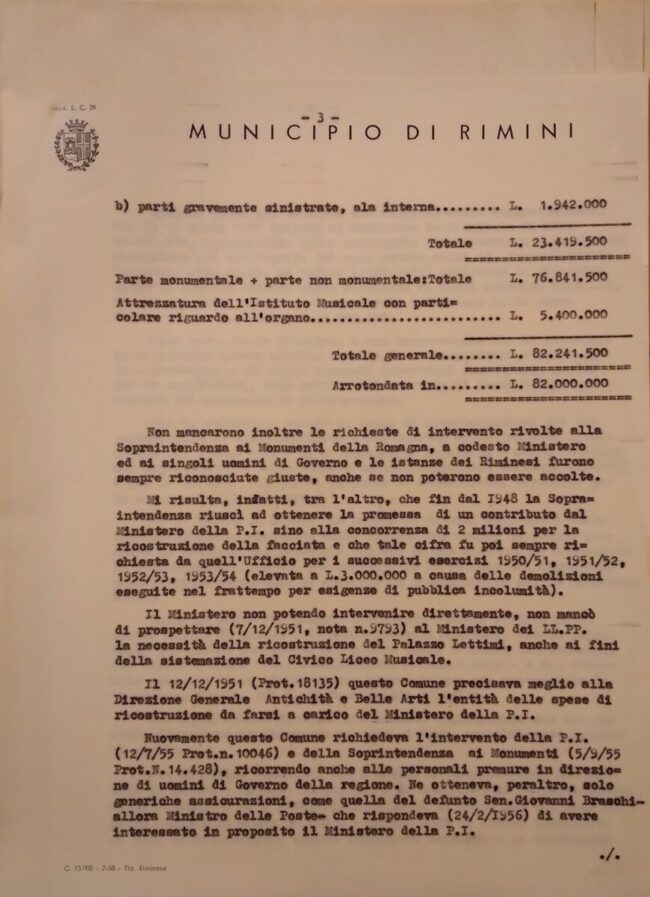 Mod. E. C. 29
- 3 -
MUNICIPIO DI RIMINI
b) parti gravemente sinistrate, ala interna......... L. 1.942.000
Totale L. 23.419.500
Parte monumentale + parte non monumentale:Totale L. 76.841.500
Attrezzatura dell'Istituto Musicale con parti=
colare riguardo all'organo......................... L. 5.400.000
Totale generale........ L. 82.241.500
Arrotondata in......... L. 82.000.000
Non mancarono inoltre le richieste di intervento rivolte alla
Sopraintendenza ai Monumenti della Romagna, a codesto Ministero
ed ai singoli uomini di Governo e le istanze dei Riminesi furono
sempre riconosciute giuste, anche se non poterono essere accolte.
Mi risulta, infatti, tra l'altro, che fin dal 1948 la Sopra=
intendenza riuscì ad ottenere la promessa di un contributo dal
Ministero della P.I. sino alla concorrenza di 2 milioni per la
ricostruzione della facciata e che tale cifra fu poi sempre ri=
chiesta da quell'Ufficio per i successivi esercizi 1950/51, 1951/52,
1952/53, 1953/54 (elevata a L.3.000.000 a causa delle demolizioni
eseguite nel frattempo per esigenze di pubblica incolumità).
Il Ministero non potendo intervenire direttamente, non mancò
di prospettare (7/12/1951, nota n.9793) al Ministero dei LL.PP.
la necessità della ricostruzione del Palazzo Lettimi, anche ai fini
della sistemazione del Civico Liceo Musicale.
Il 12/12/1951 (Prot.18135) questo Comune precisava meglio alla
Direzione Generale Antichità e Belle Arti l'entità delle spese di
ricostruzione da farsi a carico del Ministero della P.I.
Nuovamente questo Comune richiedeva l'intervento della P.I.
(12/7/55 Prot.n.10046) e della Soprintendenza ai Monumenti (5/9/55
Prot.N.14.428), ricorrendo anche alle personali premure in direzio=
ne di uomini di Governo della regione. Ne otteneva, peraltro, solo
generiche assicurazioni, come quella del defunto Sen.Giovanni Braschi-
allora Ministro delle Poste- che rispondeva (24/2/1956) di avere
interessato in proposito il Ministero della P.I.
./.
C. 15000 - 2-58 - Tip. Riminese